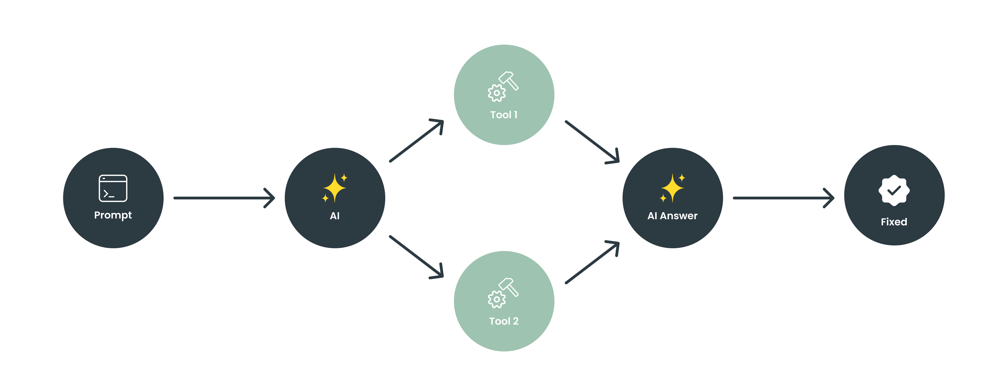 Prompt
AI
Tool 1
Tool 2
AI Answer
Fixed